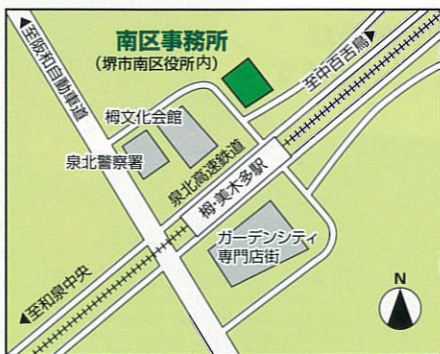 南区事務所
(堺市南区役所内)
至阪和自動車道
至中百舌鳥
栂文化会館
泉北警察署
泉北高速鉄道
栂・美木多駅
ガーデンシティ
専門店街
至和泉中央
N